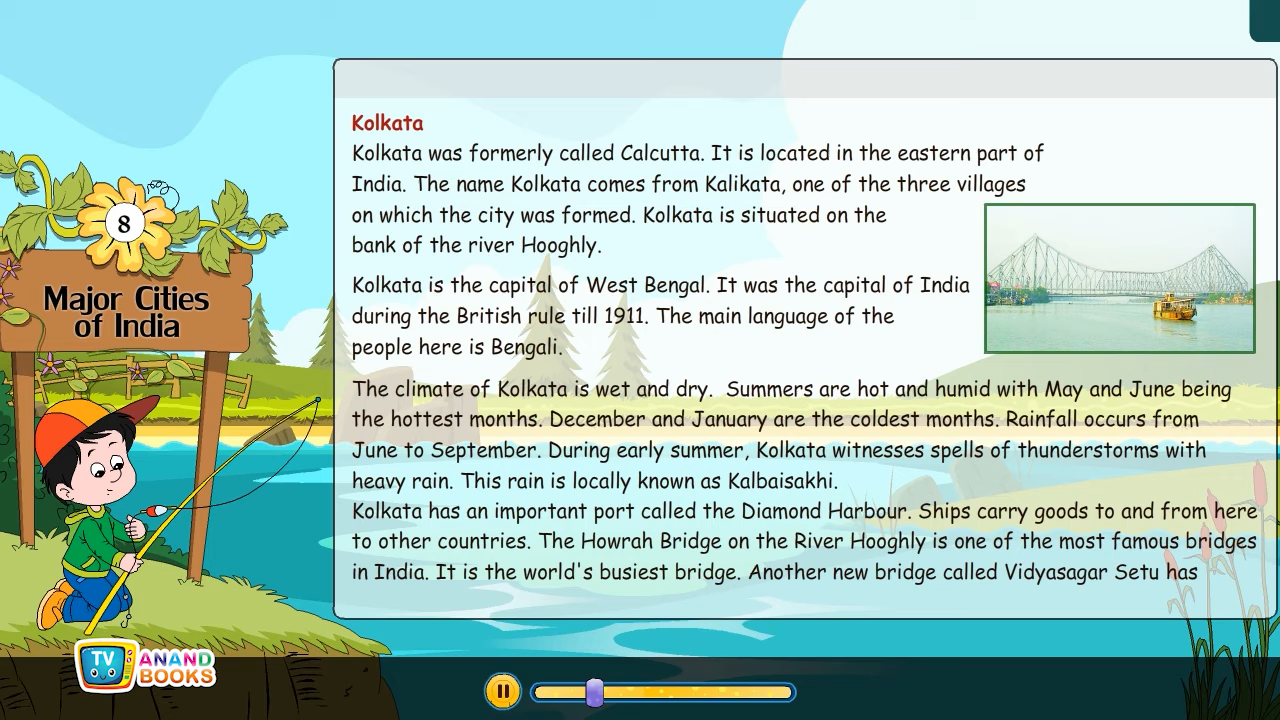 8
Major Cities
of India
Kolkata
Kolkata was formerly called Calcutta. It is located in the eastern part of
India. The name Kolkata comes from Kalikata, one of the three villages
on which the city was formed. Kolkata is situated on the
bank of the river Hooghly.
Kolkata is the capital of West Bengal. It was the capital of India
during the British rule till 1911. The main language of the
people here is Bengali.
The climate of Kolkata is wet and dry.  Summers are hot and humid with May and June being
the hottest months. December and January are the coldest months. Rainfall occurs from
June to September. During early summer, Kolkata witnesses spells of thunderstorms with
heavy rain. This rain is locally known as Kalbaisakhi.
Kolkata has an important port called the Diamond Harbour. Ships carry goods to and from here
to other countries. The Howrah Bridge on the River Hooghly is one of the most famous bridges
in India. It is the world's busiest bridge. Another new bridge called Vidyasagar Setu has
TV
ANAND
BOOKS